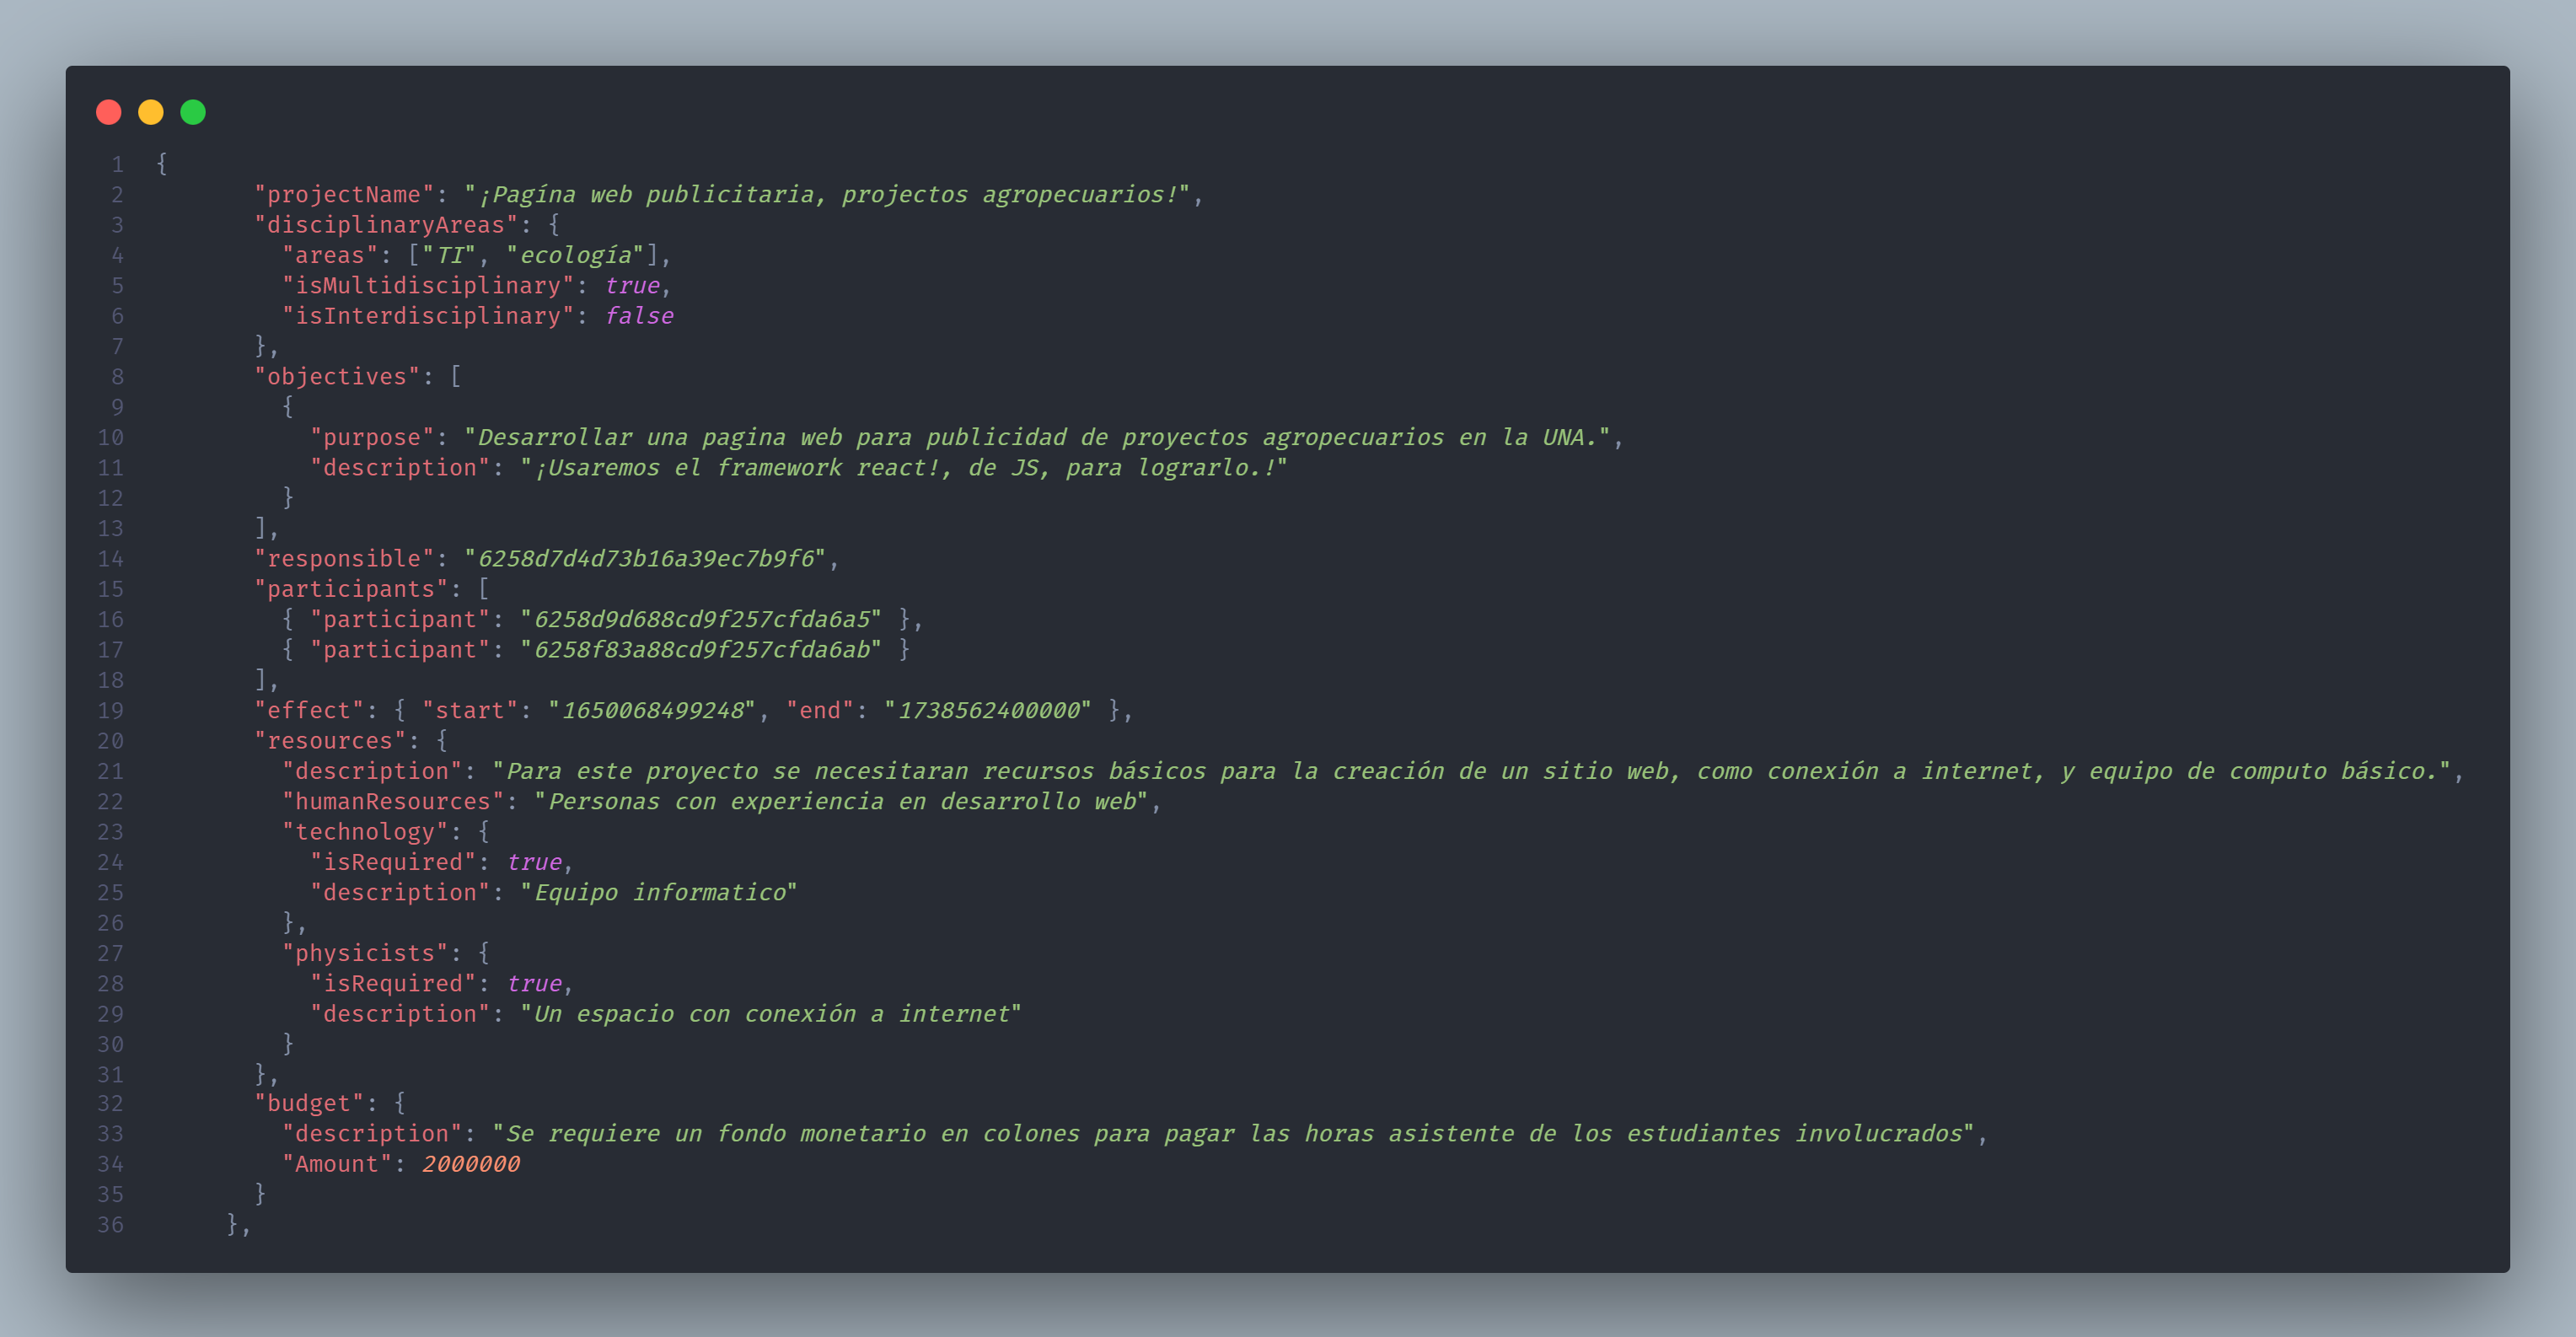 1 {
2 "projectName": "¡Pagína web publicitaria, projectos agropecuarios!",
3 "disciplinaryAreas": {
4 "areas": ["TI", "ecología"],
5 "isMultidisciplinary": true,
6 "isInterdisciplinary": false
7 },
8 "objectives": [
9 {
10 "purpose": "Desarrollar una pagina web para publicidad de proyectos agropecuarios en la UNA.",
11 "description": "¡Usaremos el framework react!, de JS, para lograrlo.!"
12 }
13 ],
14 "responsible": "6258d7d4d73b16a39ec7b9f6",
15 "participants": [
16 { "participant": "6258d9d688cd9f257cfda6a5" },
17 { "participant": "6258f83a88cd9f257cfda6ab" }
18 ],
19 "effect": { "start": "1650068499248", "end": "1738562400000" },
20 "resources": {
21 "description": "Para este proyecto se necesitaran recursos básicos para la creación de un sitio web, como conexión a internet, y equipo de computo básico.",
22 "humanResources": "Personas con experiencia en desarrollo web",
23 "technology": {
24 "isRequired": true,
25 "description": "Equipo informatico"
26 },
27 "physicists": {
28 "isRequired": true,
29 "description": "Un espacio con conexión a internet"
30 }
31 },
32 "budget": {
33 "description": "Se requiere un fondo monetario en colones para pagar las horas asistente de los estudiantes involucrados",
34 "Amount": 2000000
35 }
36 },